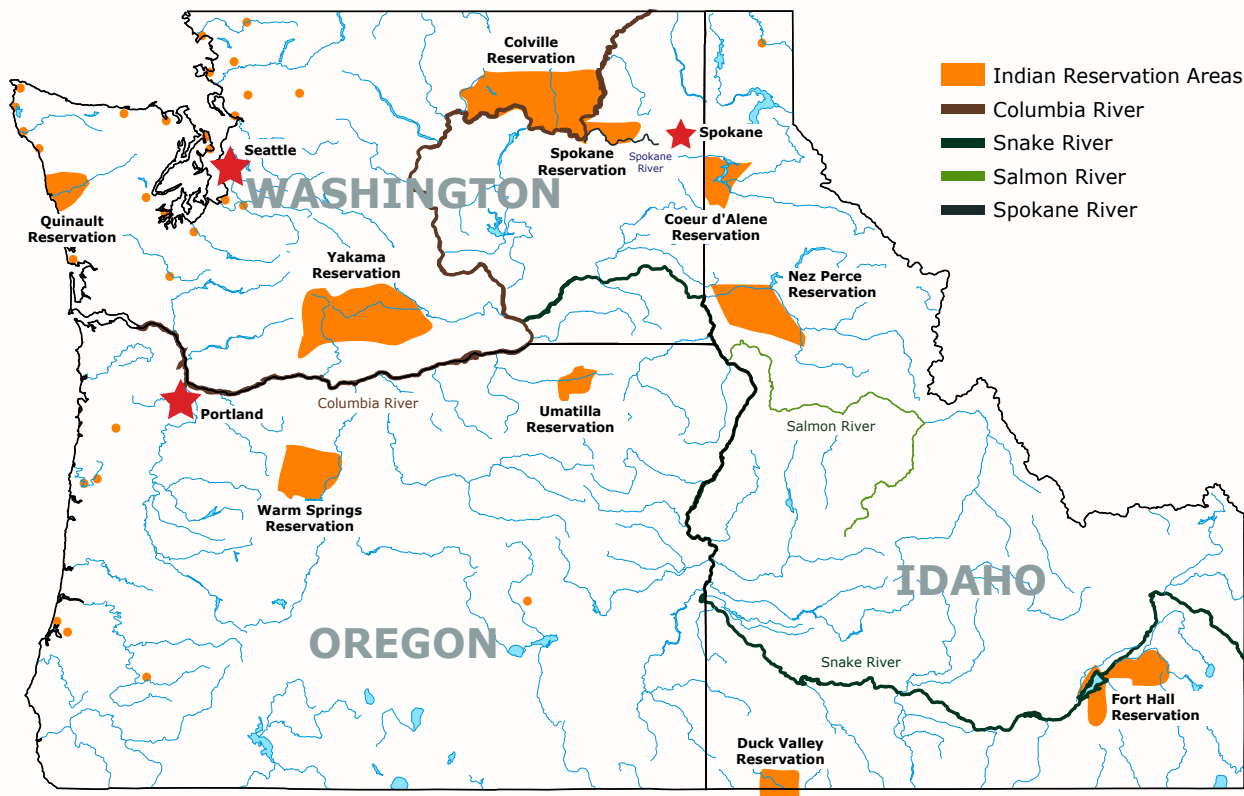 Colville
Reservation
Indian Reservation Areas
Columbia River
Snake River
Salmon River
Spokane River
Seattle
Spokane
Spokane
Reservation
Spokane
River
WASHINGTON
Quinault
Reservation
Coeur d'Alene
Reservation
Yakama
Reservation
Nez Perce
Reservation
Columbia River
Portland
Umatilla
Reservation
Salmon River
Warm Springs
Reservation
IDAHO
OREGON
Snake River
Fort Hall
Reservation
Duck Valley
Reservation